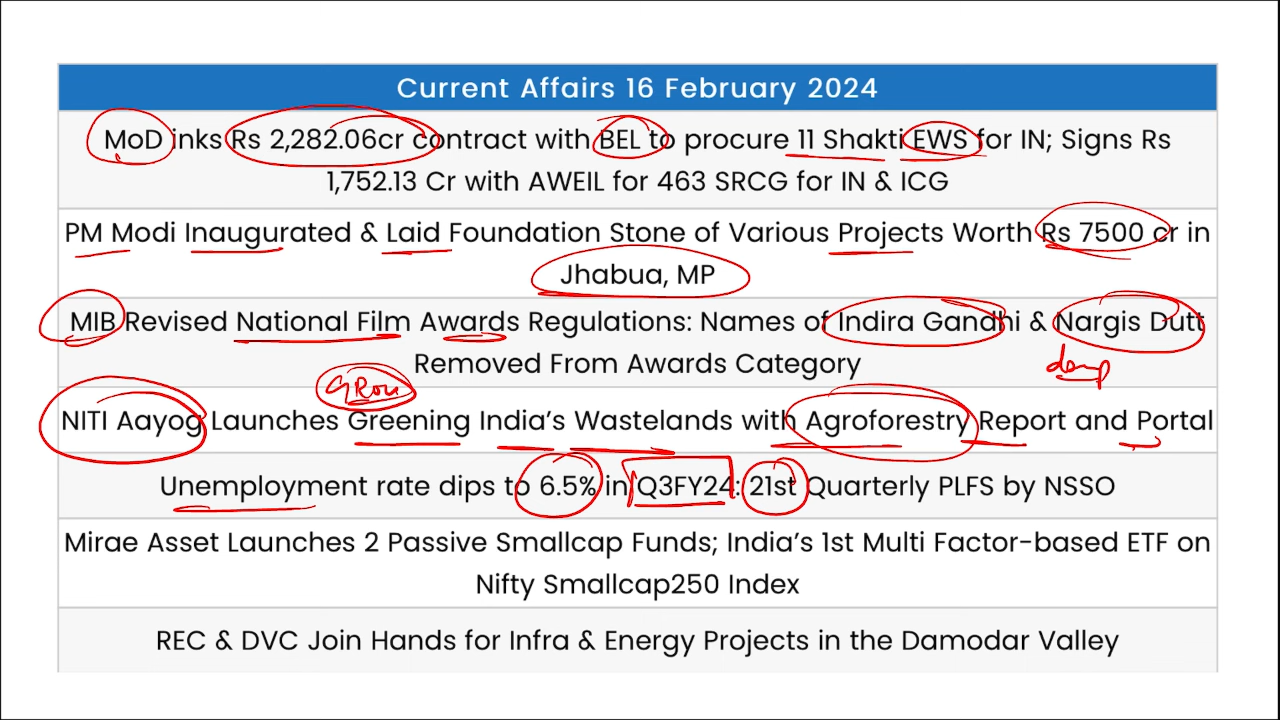 Current Affairs 16 February 2024
MoD inks Rs 2,282.06cr contract with BEL to procure 11 Shakti EWS for IN; Signs Rs
1,752.13 Cr with AWEIL for 463 SRCG for IN & ICG
PM Modi Inaugurated & Laid Foundation Stone of Various Projects Worth Rs 7500 cr in
Jhabua, MP
MIB Revised National Film Awards Regulations: Names of Indira Gandhi & Nargis Dutt
Removed From Awards Category
GROW
NITI Aayog Launches Greening India's Wastelands with Agroforestry Report and Portal
Unemployment rate dips to 6.5% in Q3FY24: 21st Quarterly PLFS by NSSO
Mirae Asset Launches 2 Passive Smallcap Funds; India's 1st Multi Factor-based ETF on
Nifty Smallcap250 Index
REC & DVC Join Hands for Infra & Energy Projects in the Damodar Valley